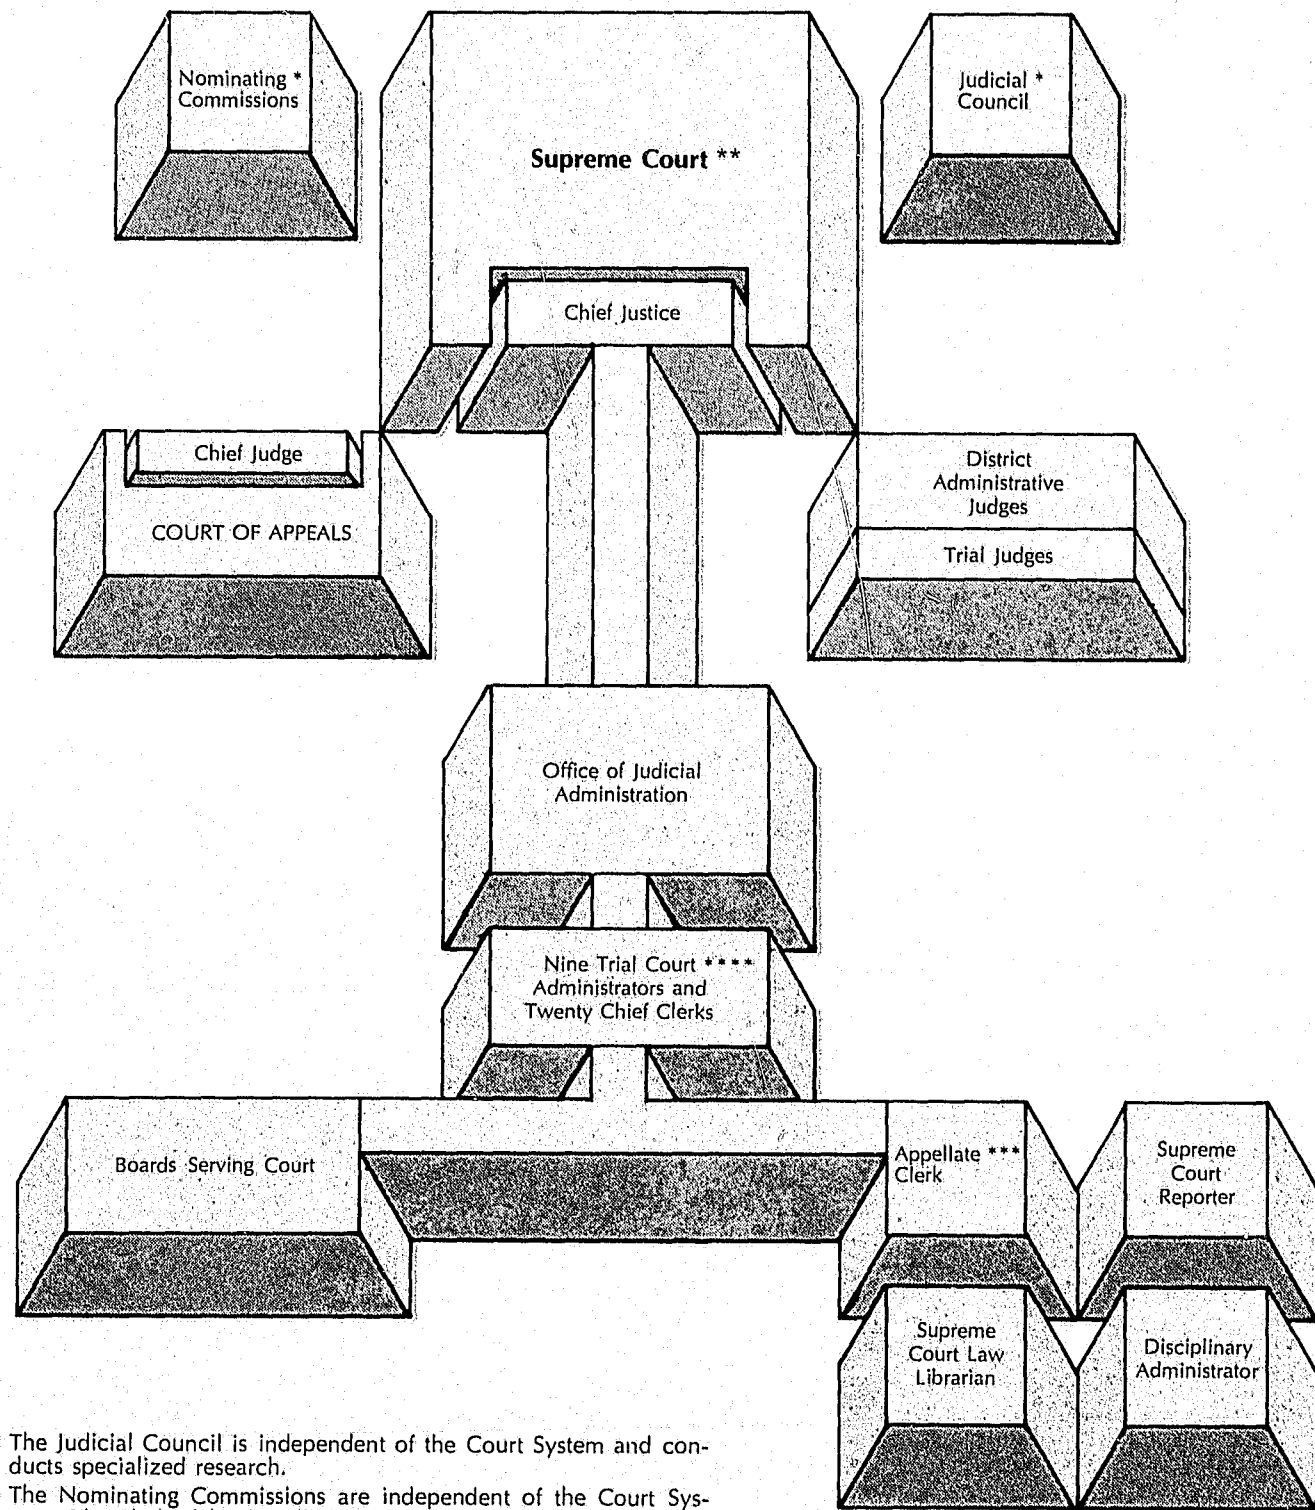 Nominating *
Commissions
Judicial *
Council
Supreme Court **
Chief Justice
Chief Judge
COURT OF APPEALS
District
Administrative
Judges
Trial Judges
Office of Judicial
Administration
Nine Trial Court ****
Administrators and
Twenty Chief Clerks
Boards Serving Court
Appellate ***
Clerk
Supreme
Court
Reporter
Supreme
Court Law
Librarian
Disciplinary
Administrator
The Judicial Council is independent of the Court System and con-
ducts specialized research.
The Nominating Commissions are independent of the Court Sys-